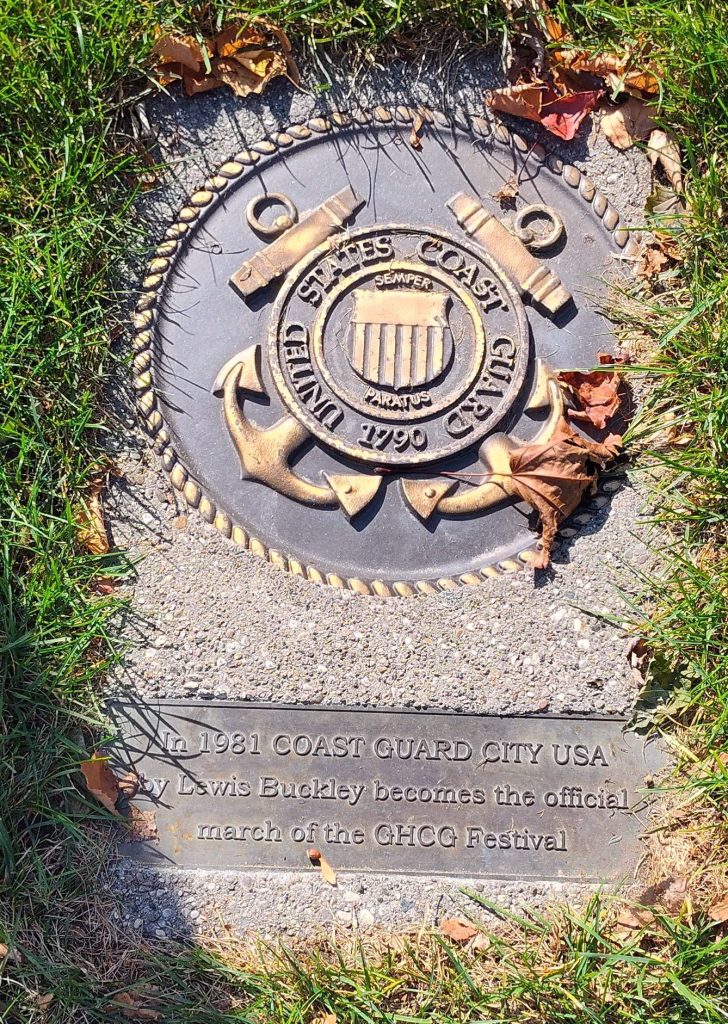 UNITED STATES COAST GUARD
SEMPER
PARATUS
1790
In 1981 COAST GUARD CITY USA
by Lewis Buckley becomes the official
march of the GHCG Festival